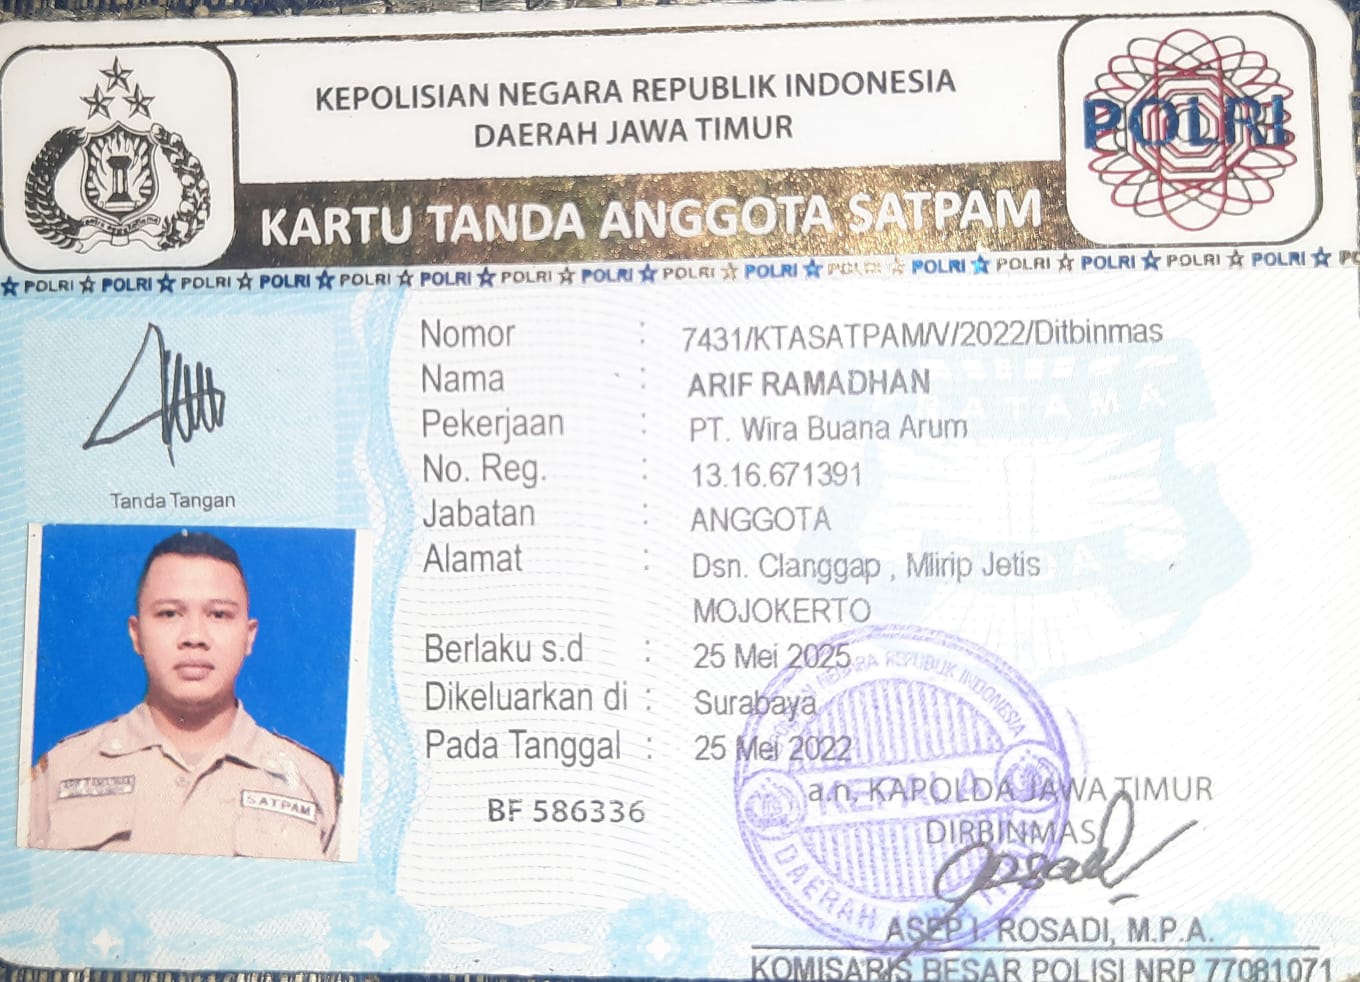 KEPOLISIAN NEGARA REPUBLIK INDONESIA
DAERAH JAWA TIMUR
POLRI
KARTU TANDA ANGGOTA SATPAM
POLRI POLRI POLRI POLRI POLRI POLRI POLRI POLRI POLRI POLRI POLRI POLRI POLRI POLRI POLRI POLRI
Tanda Tangan
Nomor : 7431/KTASATPAM/V/2022/Ditbinmas
Nama : ARIF RAMADHAN
Pekerjaan : PT. Wira Buana Arum
No. Reg. : 13.16.671391
Jabatan : ANGGOTA
Alamat : Dsn. Clanggap , Mlirip Jetis
MOJOKERTO
Berlaku s.d : 25 Mei 2025
Dikeluarkan di : Surabaya
Pada Tanggal : 25 Mei 2022
BF 586336
SATPAM
NEGARA REPUBLIK INDONESIA
DAERAH
a.n. KAPOLDA JAWA TIMUR
DIRBINMAS
ASEP I. ROSADI, M.P.A.
KOMISARIS BESAR POLISI NRP 77081071